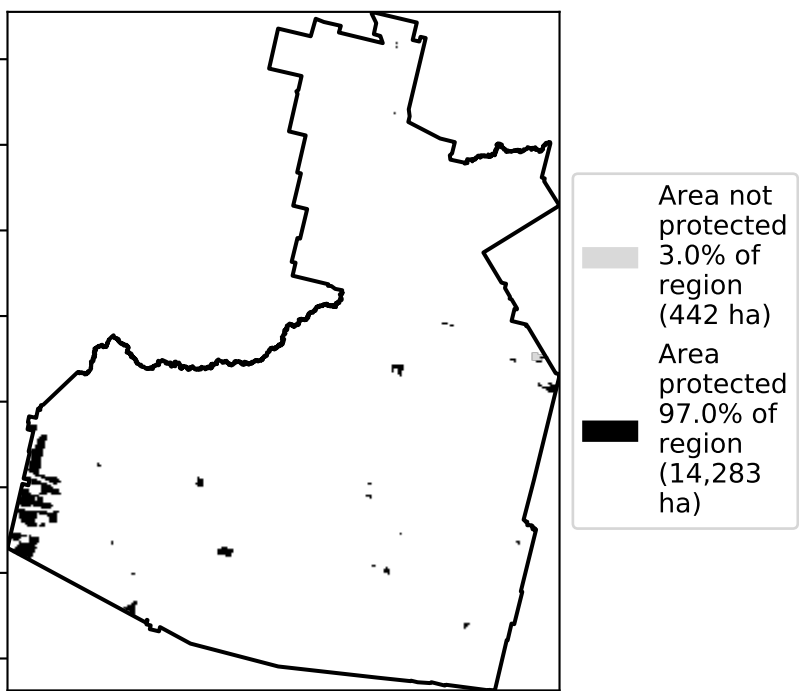 Area not
protected
3.0% of
region
(442 ha)
Area
protected
97.0% of
region
(14,283
ha)